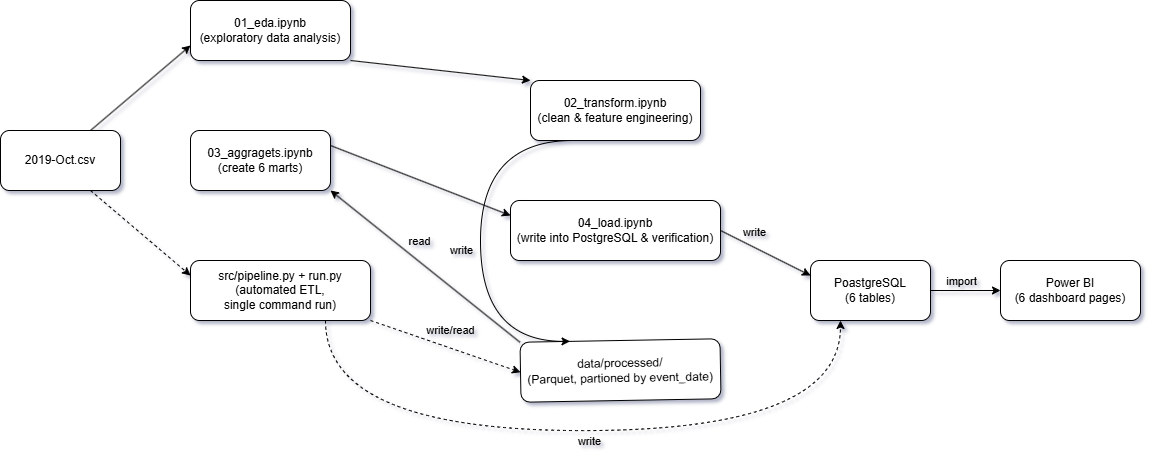 01_eda.ipynb
(exploratory data analysis)
02_transform.ipynb
(clean & feature engineering)
2019-Oct.csv
03_aggragets.ipynb
(create 6 marts)
04_load.ipynb
(write into PostgreSQL & verification)
write
read
write
src/pipeline.py + run.py
(automated ETL,
single command run)
PoastgreSQL
(6 tables)
import
Power BI
(6 dashboard pages)
write/read
data/processed/
(Parquet, partioned by event_date)
write